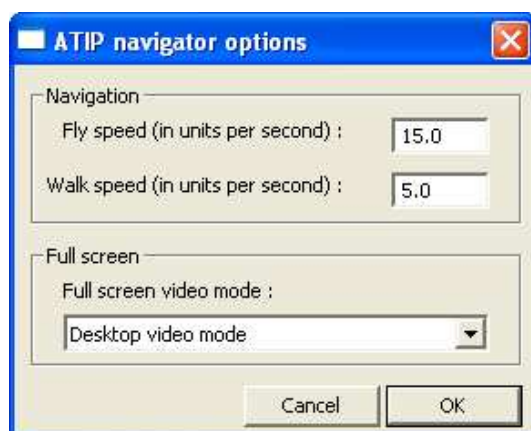 ATIP navigator options
Navigation
Fly speed (in units per second) : 15.0
Walk speed (in units per second) : 5.0
Full screen
Full screen video mode :
Desktop video mode
Cancel OK